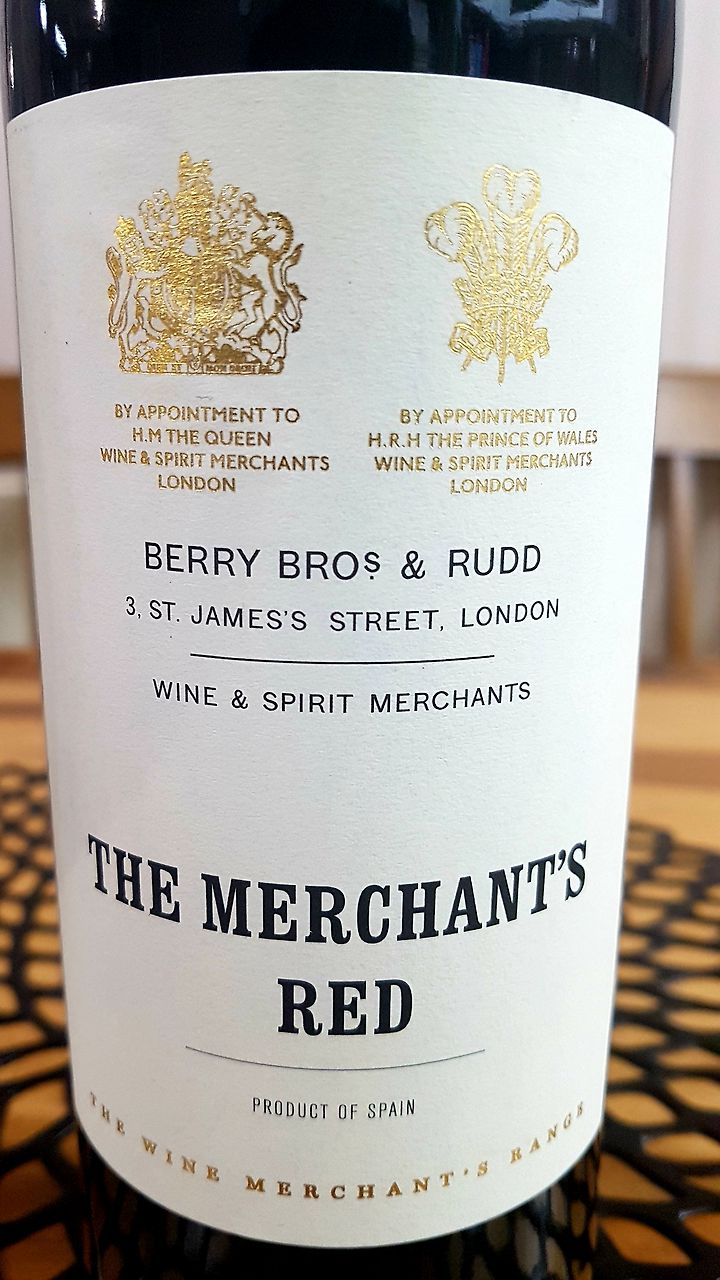 BY APPOINTMENT TO
H.M THE QUEEN
WINE & SPIRIT MERCHANTS
LONDON
BY APPOINTMENT TO
H.R.H THE PRINCE OF WALES
WINE & SPIRIT MERCHANTS
LONDON
BERRY BROS & RUDD
3, ST. JAMES'S STREET, LONDON
WINE & SPIRIT MERCHANTS
THE MERCHANT'S
RED
PRODUCT OF SPAIN
THE WINE MERCHANT'S RANGE